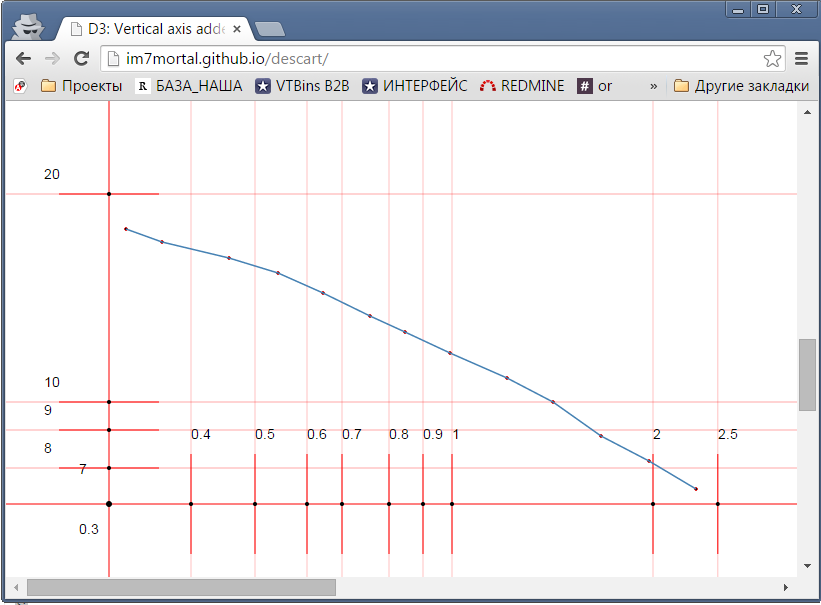 D3: Vertical axis adde
im7mortal.github.io/descart/
Проекты R БАЗА_НАША VTBins B2B ИНТЕРФЕЙС REDMINE # or » Другие закладки
20
10
9
0.4 0.5 0.6 0.7 0.8 0.9 1 2 2.5
8
7
0.3